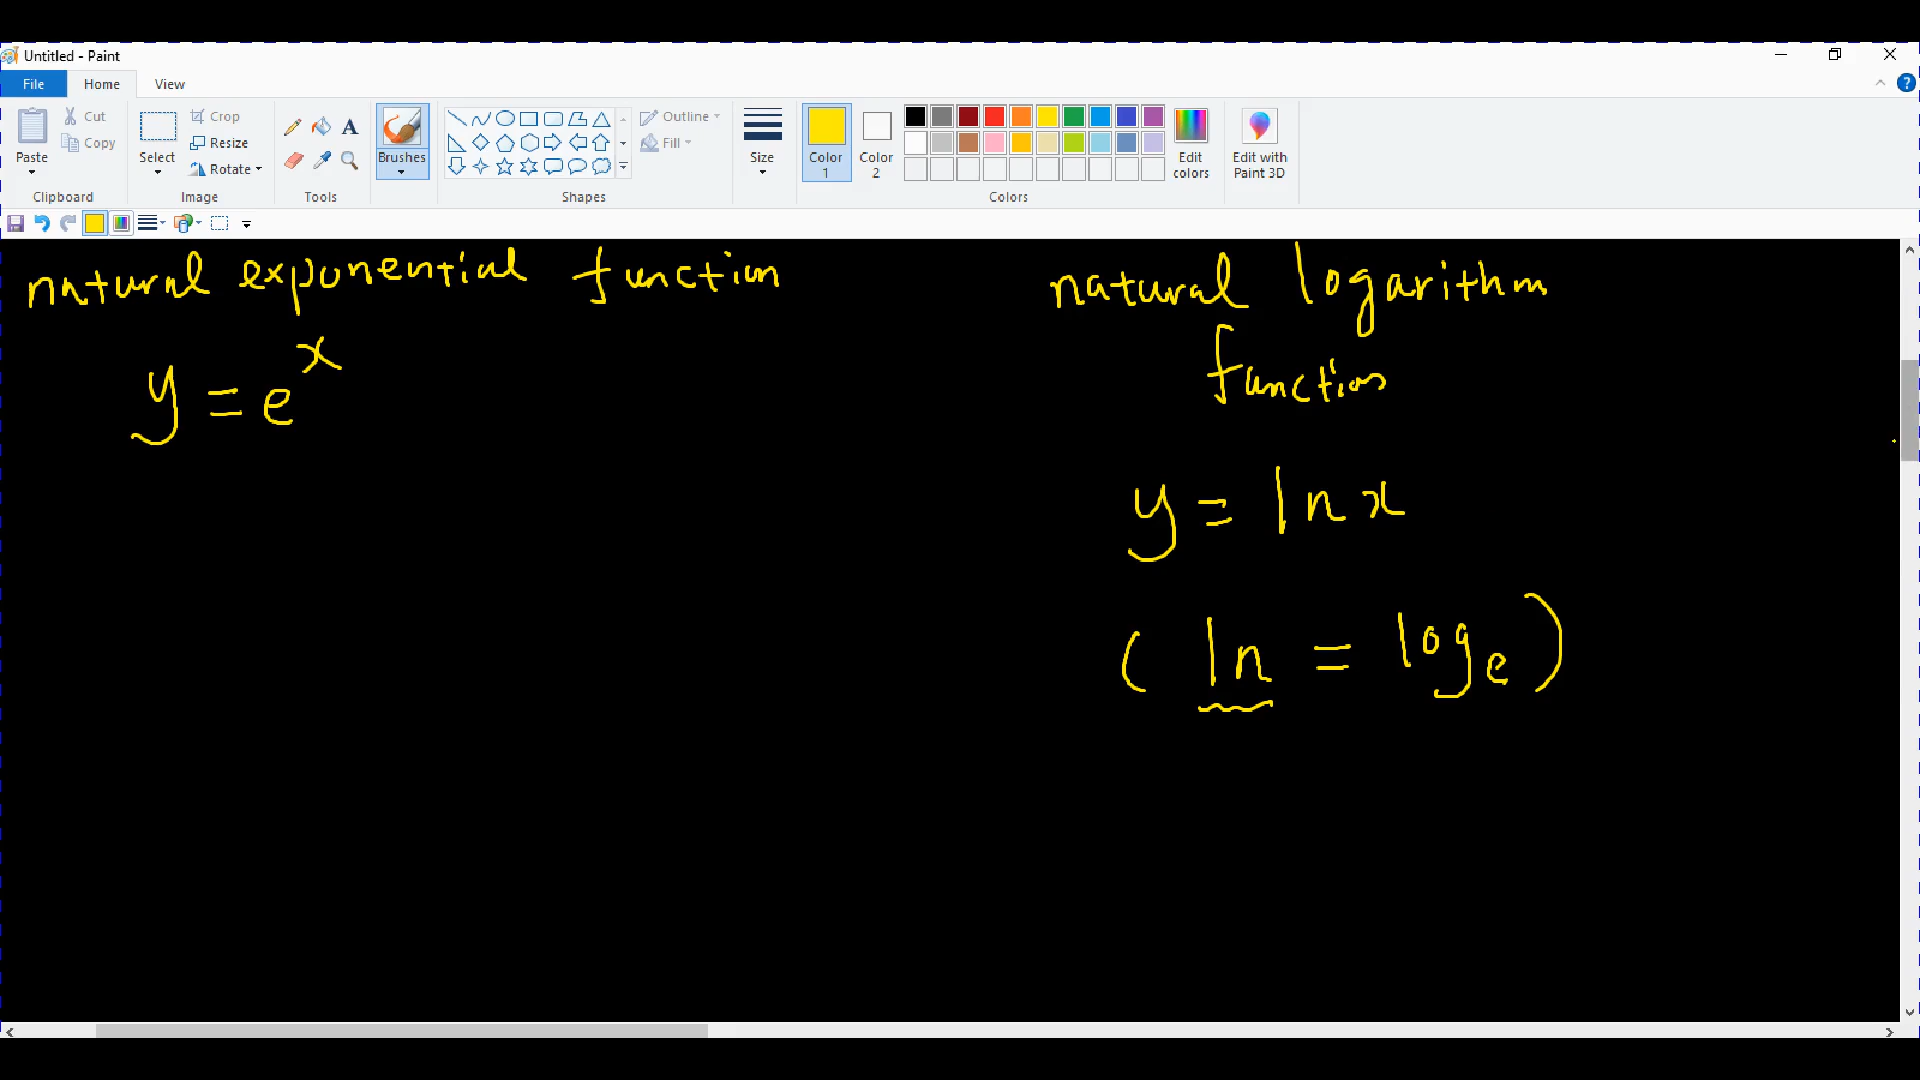 Untitled - Paint
File Home View
Paste Cut Copy Clipboard
Select Crop Resize Rotate Image
Tools
A
Brushes
Outline Fill Shapes
Size
Color 1 Color 2 Edit colors Colors
Edit with Paint 3D
?
natural exponential function
y = e^x
natural logarithm
function
y = ln x
( ln = log_e )